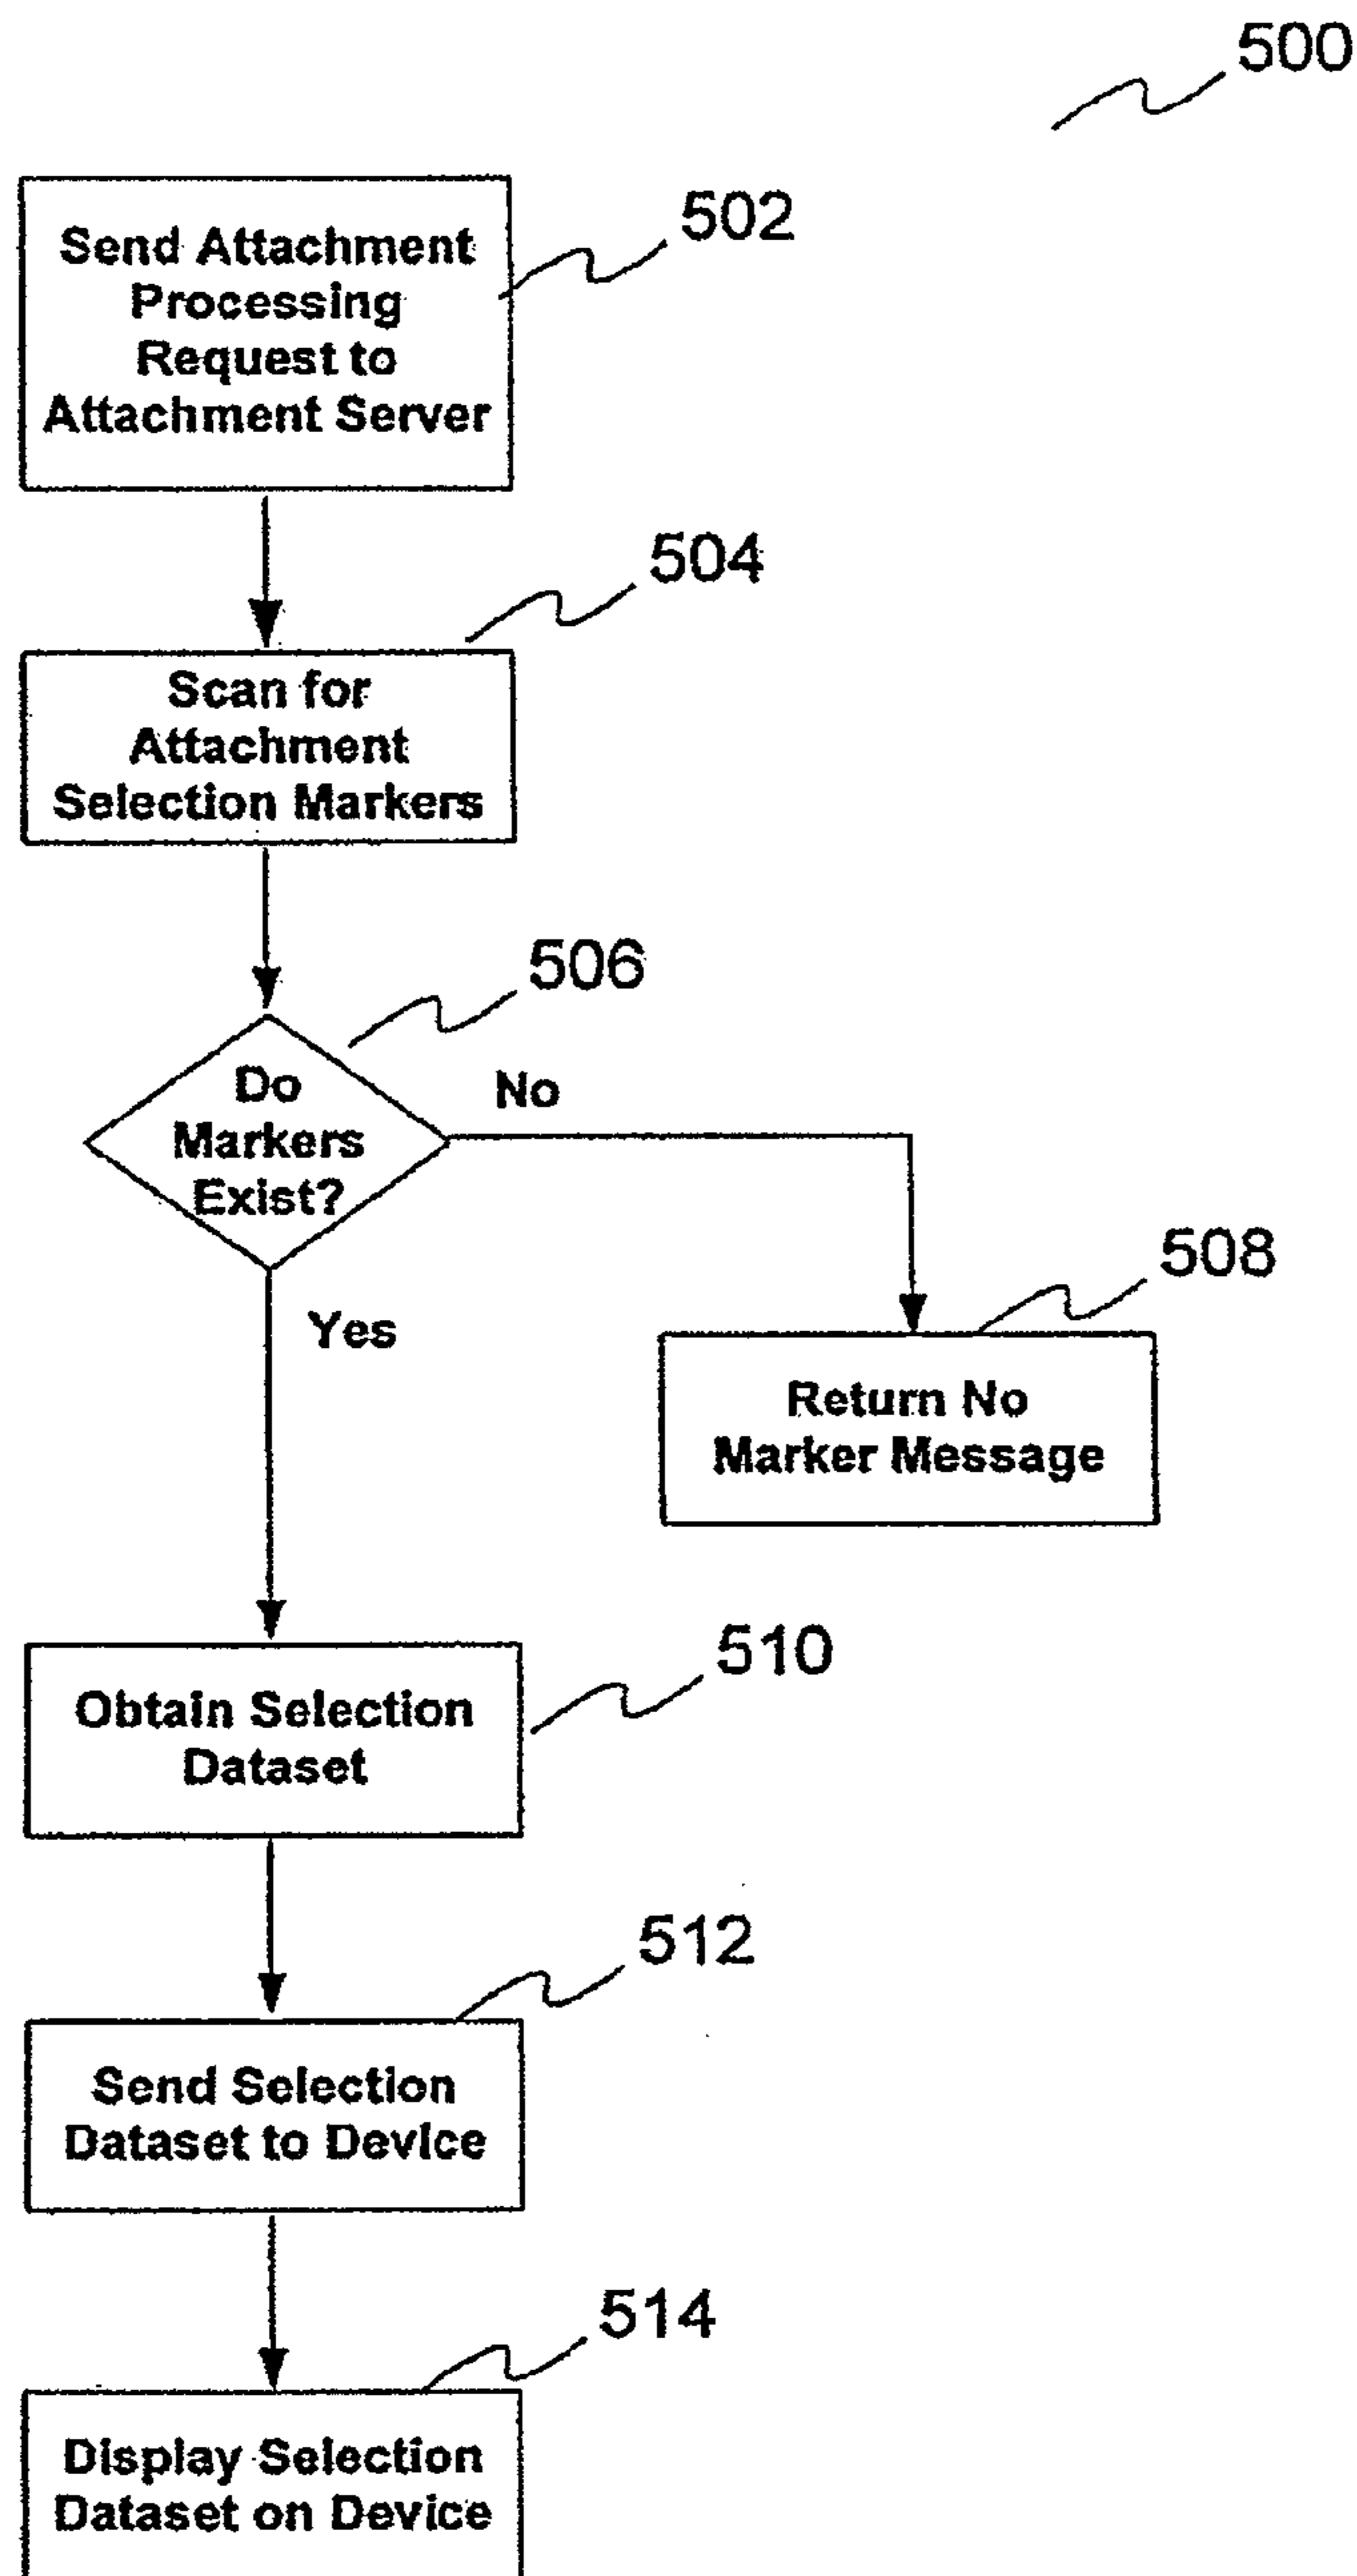 500
502
Send Attachment
Processing
Request to
Attachment Server
504
Scan for
Attachment
Selection Markers
506
Do
Markers
Exist?
No
Yes
508
Return No
Marker Message
510
Obtain Selection
Dataset
512
Send Selection
Dataset to Device
514
Display Selection
Dataset on Device